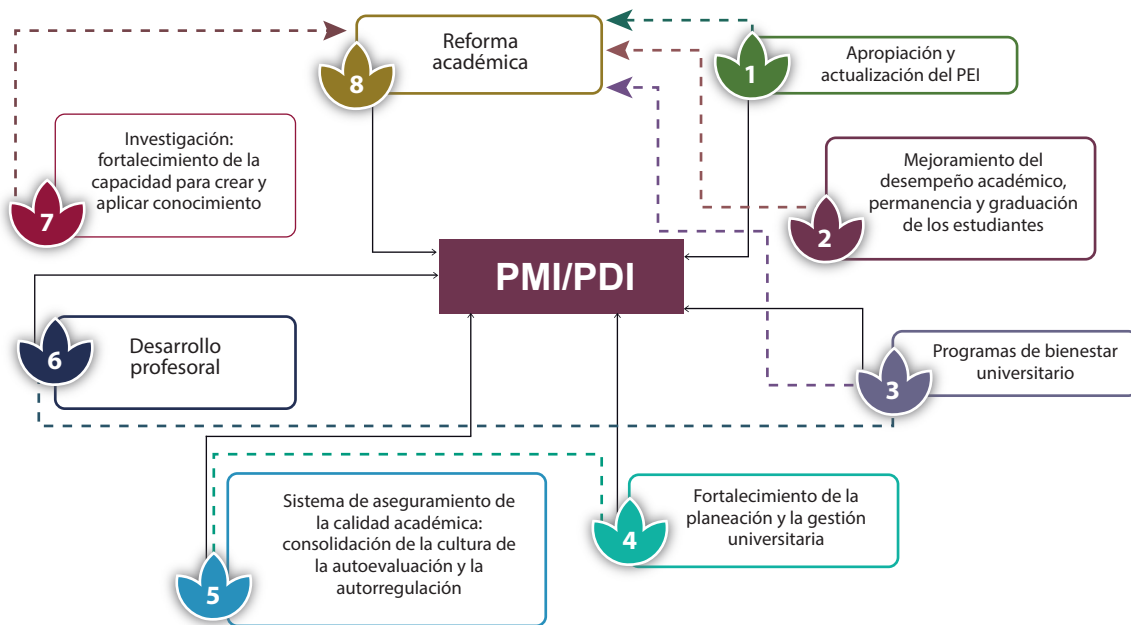 Reforma
académica
8
Apropiación y
actualización del PEI
1
Investigación:
fortalecimiento de la
capacidad para crear y
aplicar conocimiento
7
Mejoramiento del
desempeño académico,
permanencia y graduación
de los estudiantes
2
PMI/PDI
Desarrollo
profesoral
6
Programas de bienestar
universitario
3
Sistema de aseguramiento de
la calidad académica:
consolidación de la cultura de
la autoevaluación y la
autorregulación
5
Fortalecimiento de la
planeación y la gestión
universitaria
4